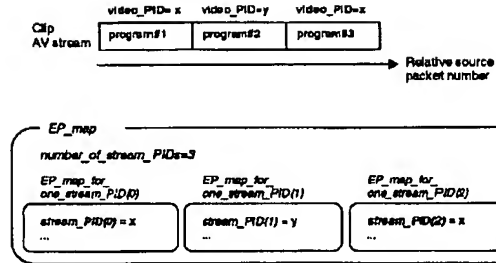 video_PID= x video_PID=y video_PID=x
Clip
AV stream
program#1 program#2 program#3
Relative source
packet number
EP_map
number_of_stream_PIDs=3
EP_map_for_ EP_map_for_ EP_map_for_
one_stream_PID(0) one_stream_PID(1) one_stream_PID(2)
stream_PID(0) = x stream_PID(1) = y stream_PID(2) = x
... ... ...